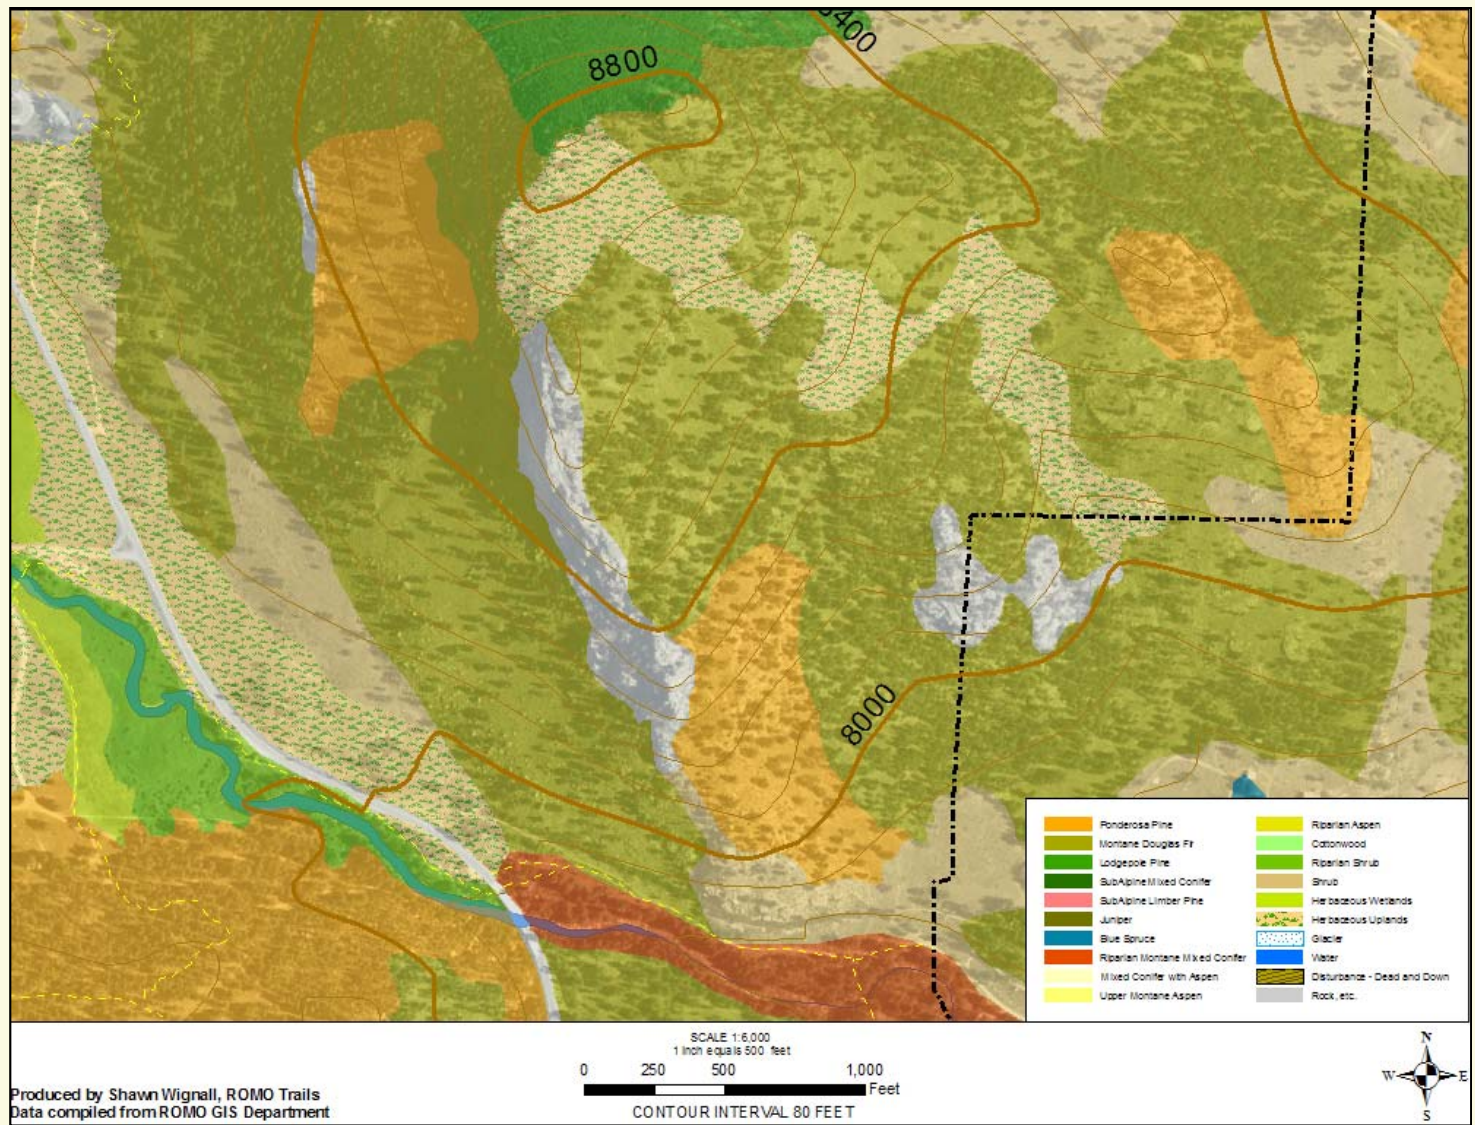 8400
8800
8000
Ponderosa Pine
Montane Douglas Fir
Lodgepole Pine
SubAlpine Mixed Conifer
SubAlpine Limber Pine
Juniper
Blue Spruce
Riparian Montane Mixed Conifer
Mixed Conifer with Aspen
Upper Montane Aspen
Riparian Aspen
Cottonwood
Riparian Shrub
Shrub
Herbaceous Wetlands
Herbaceous Uplands
Glacier
Water
Disturbance - Dead and Down
Rock, etc.
SCALE 1:6,000
1 inch equals 500 feet
0 250 500 1,000
Feet
CONTOUR INTERVAL 80 FEET
Produced by Shawn Wignall, ROMO Trails
Data compiled from ROMO GIS Department
N
W E
S